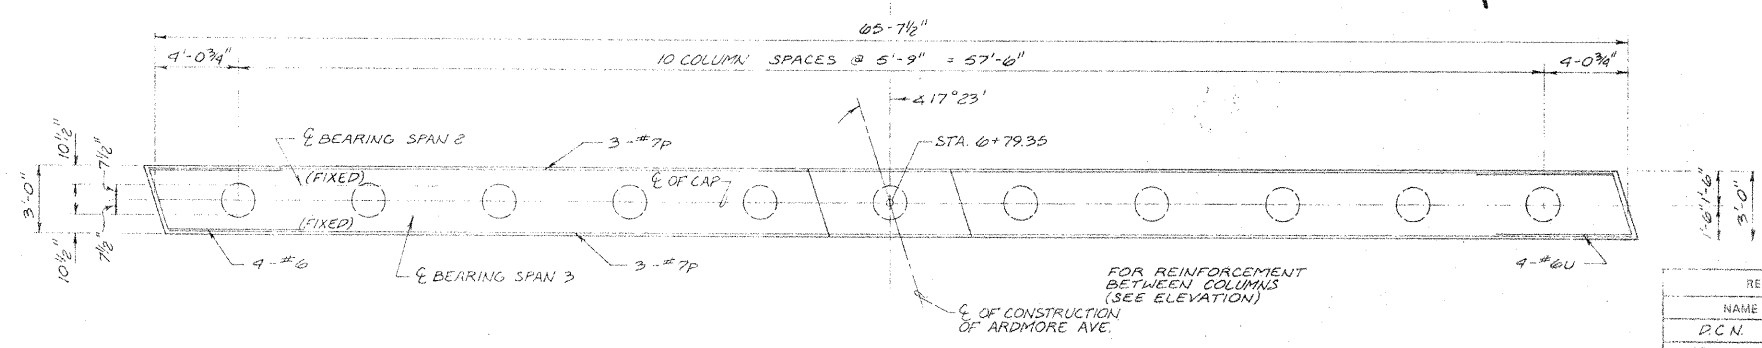 65-7½"
4'-0¾"
10 COLUMN SPACES @ 5'-9" = 57'-6"
4-0¾"
∡ 17°23'
℄ BEARING SPAN 2
3-#7P
STA. 6+79.35
10½"
7½"
(FIXED)
℄ OF CAP
3'-0"
1'-6"
1'-6"
3'-0"
(FIXED)
7½"
10½"
4-#6
℄ BEARING SPAN 3
3-#7P
4-#6U
FOR REINFORCEMENT
BETWEEN COLUMNS
(SEE ELEVATION)
℄ OF CONSTRUCTION
OF ARDMORE AVE.
RE
NAME
D.C.N.